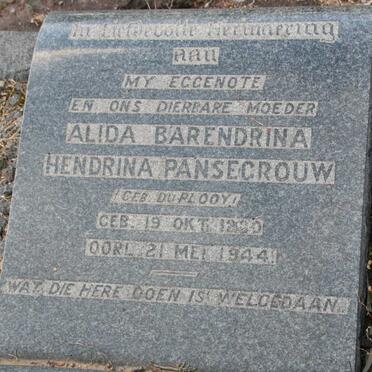 In Liefdevolle Herinnering
aan
MY EGGENOTE
EN ONS DIERBARE MOEDER
ALIDA BARENDRINA
HENDRINA PANSEGROUW
(GEB. DU PLOOY)
GEB. 19 OKT.
OORL. 21 MEI 1944.
WAT DIE HERE DOEN IS WELGEDAAN.